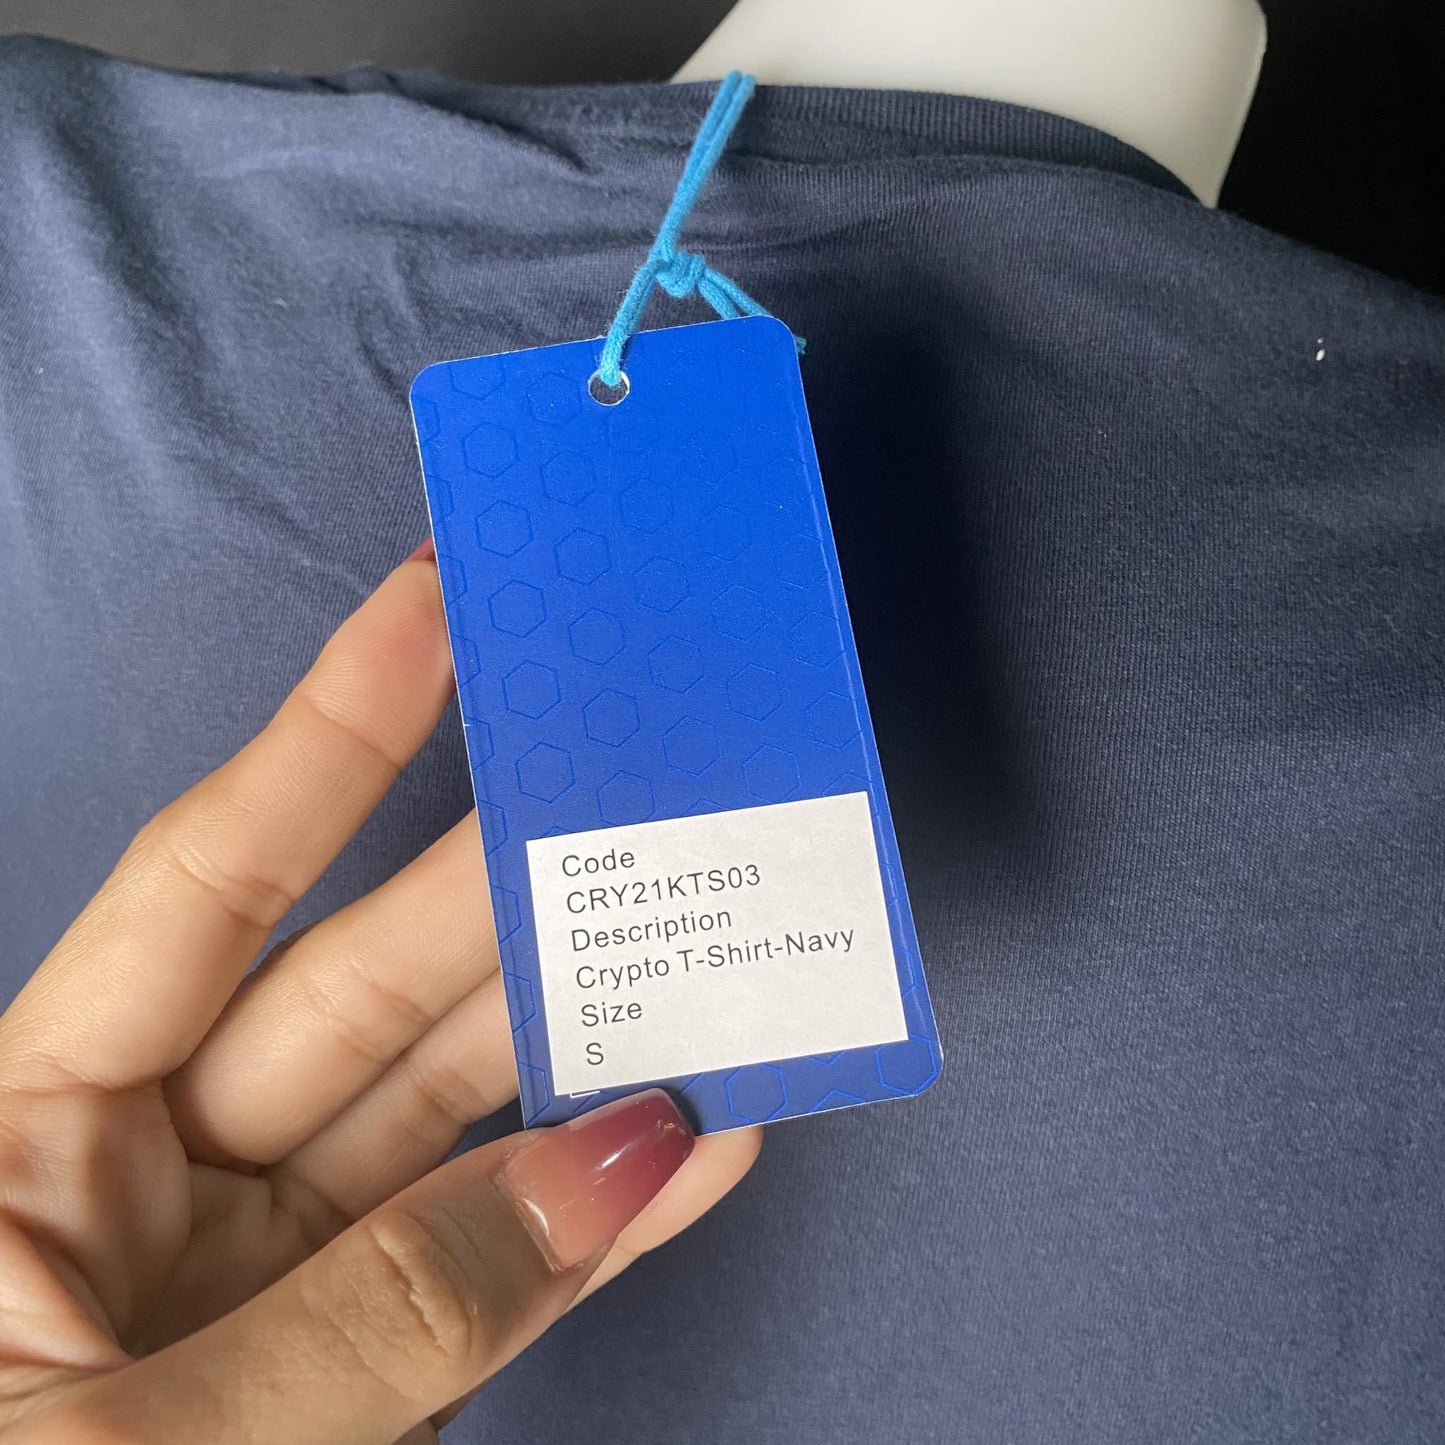 Code
CRY21KTS03
Description
Crypto T-Shirt-Navy
Size
S